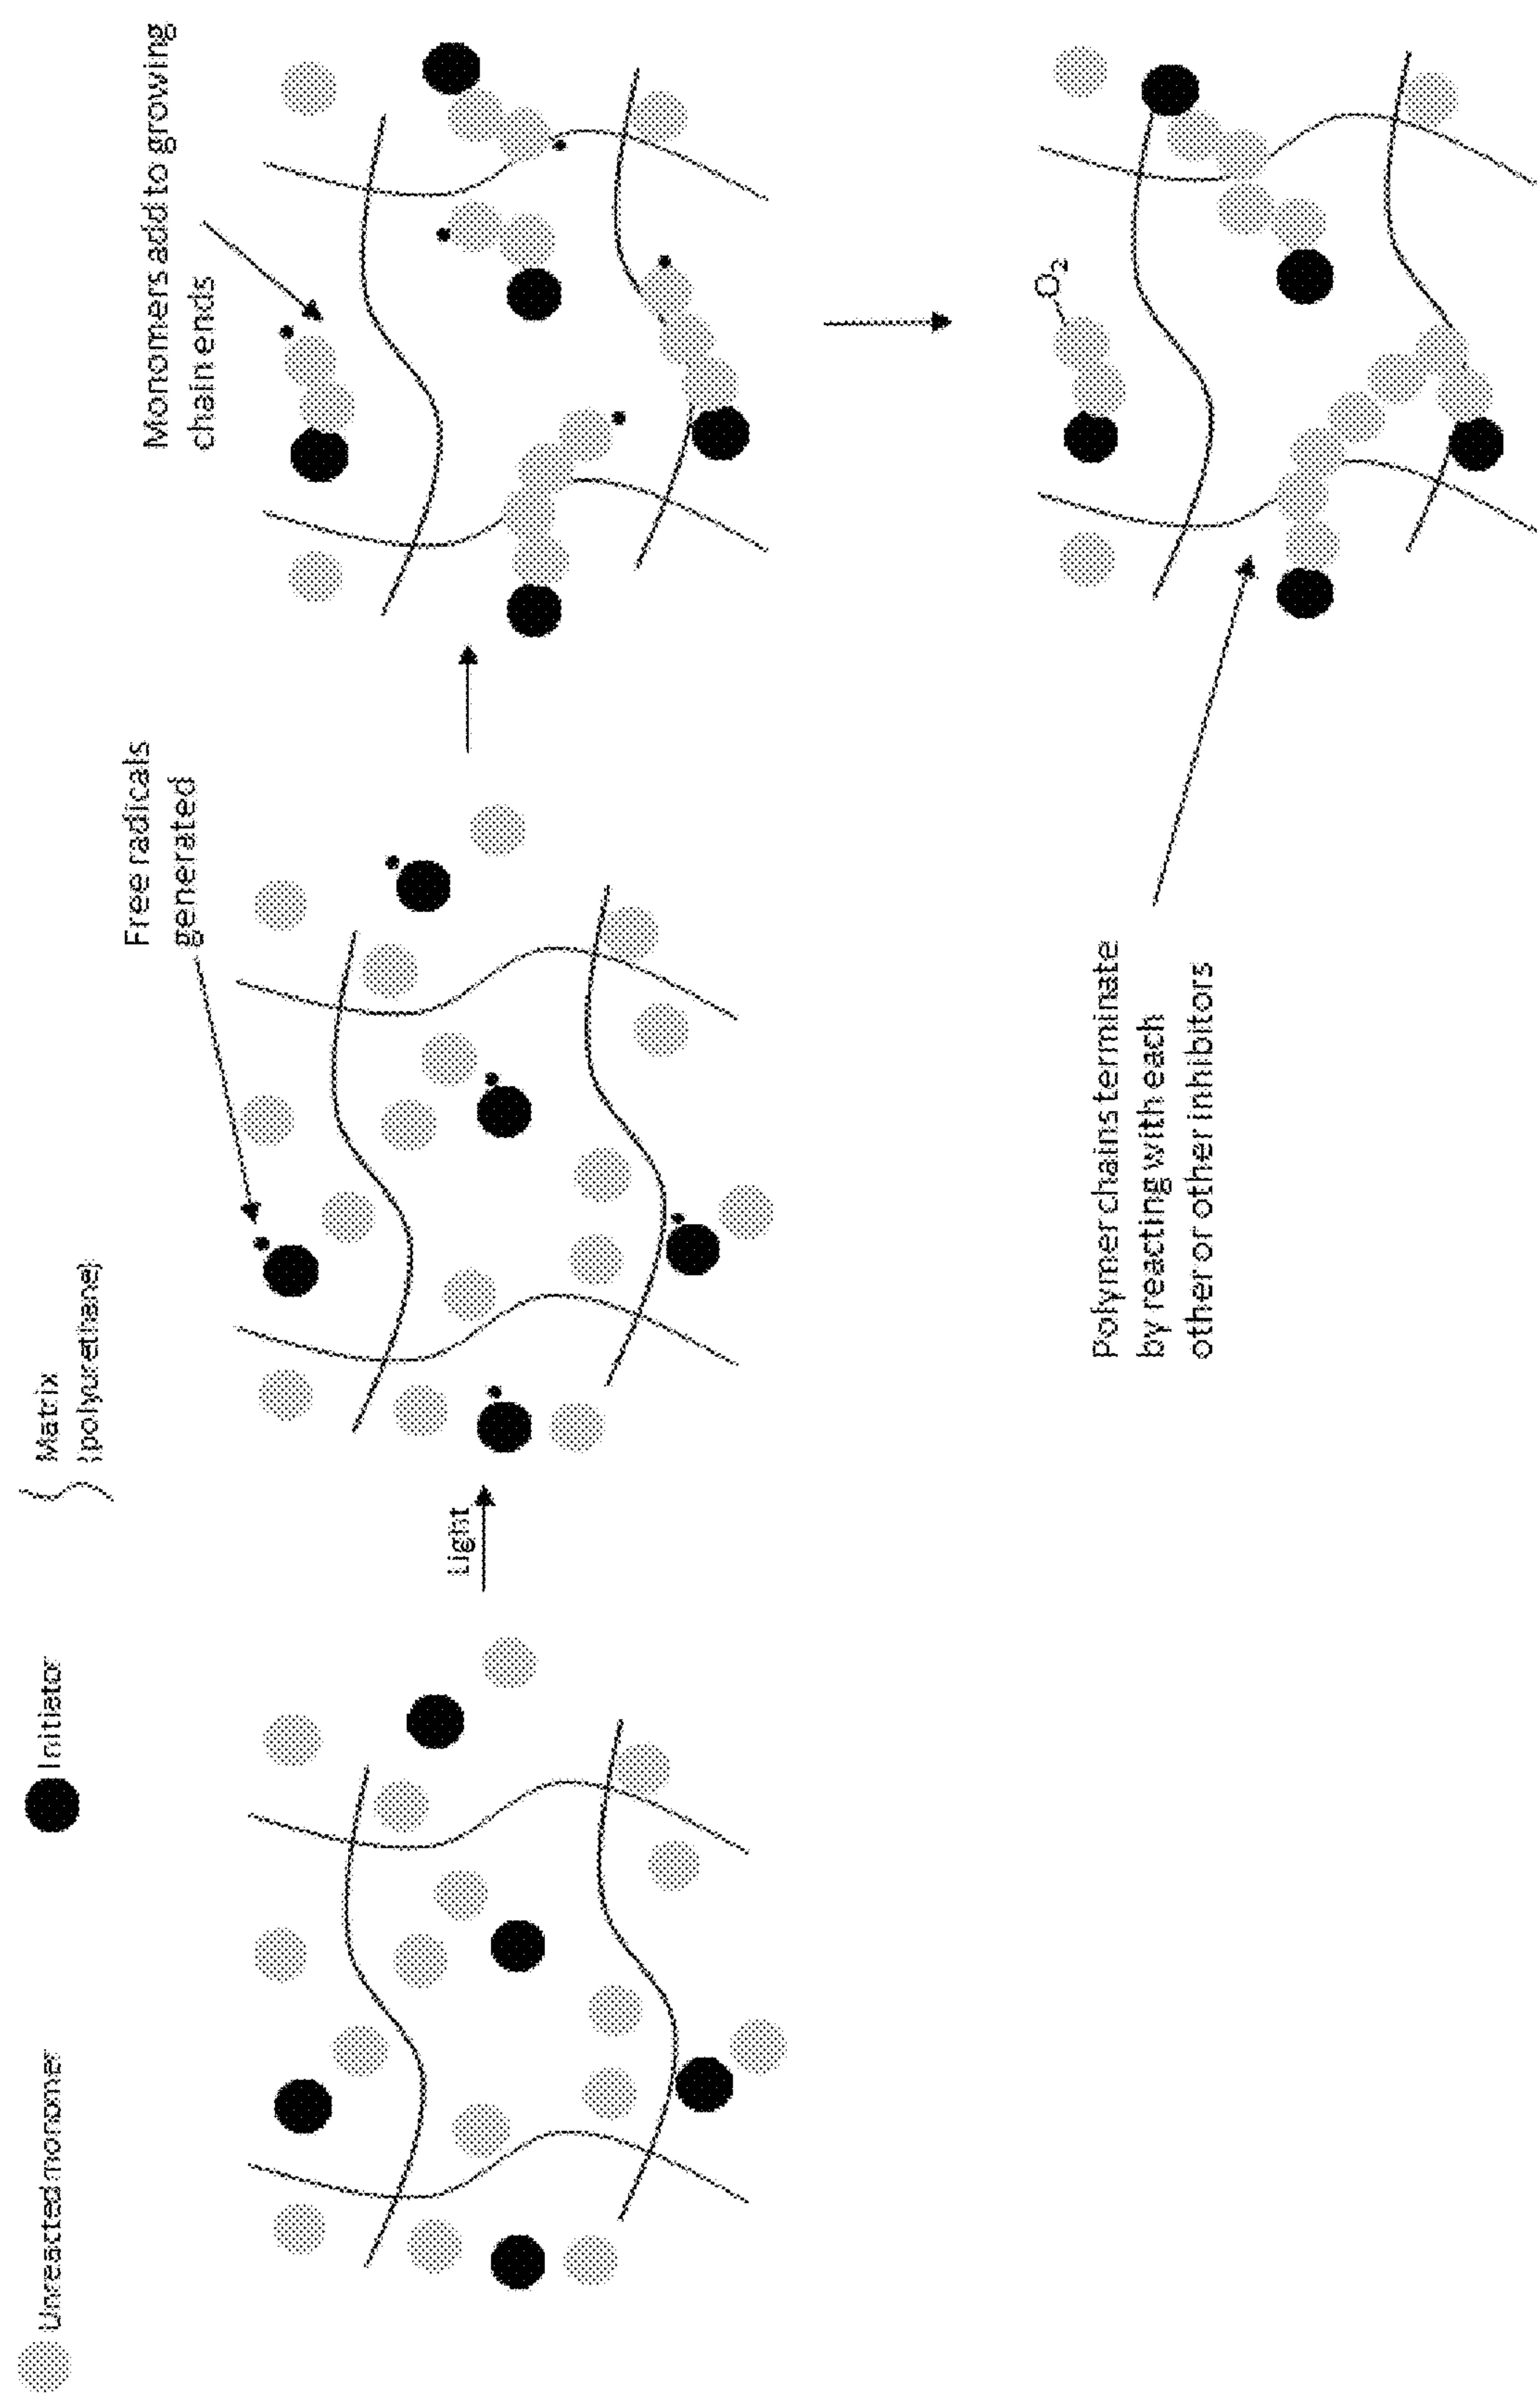 Unreacted monomer
Initiator
Matrix
(polyurethane)
Light
Free radicals
generated
Monomers add to growing
chain ends
O2
Polymer chains terminate
by reacting with each
other or other inhibitors